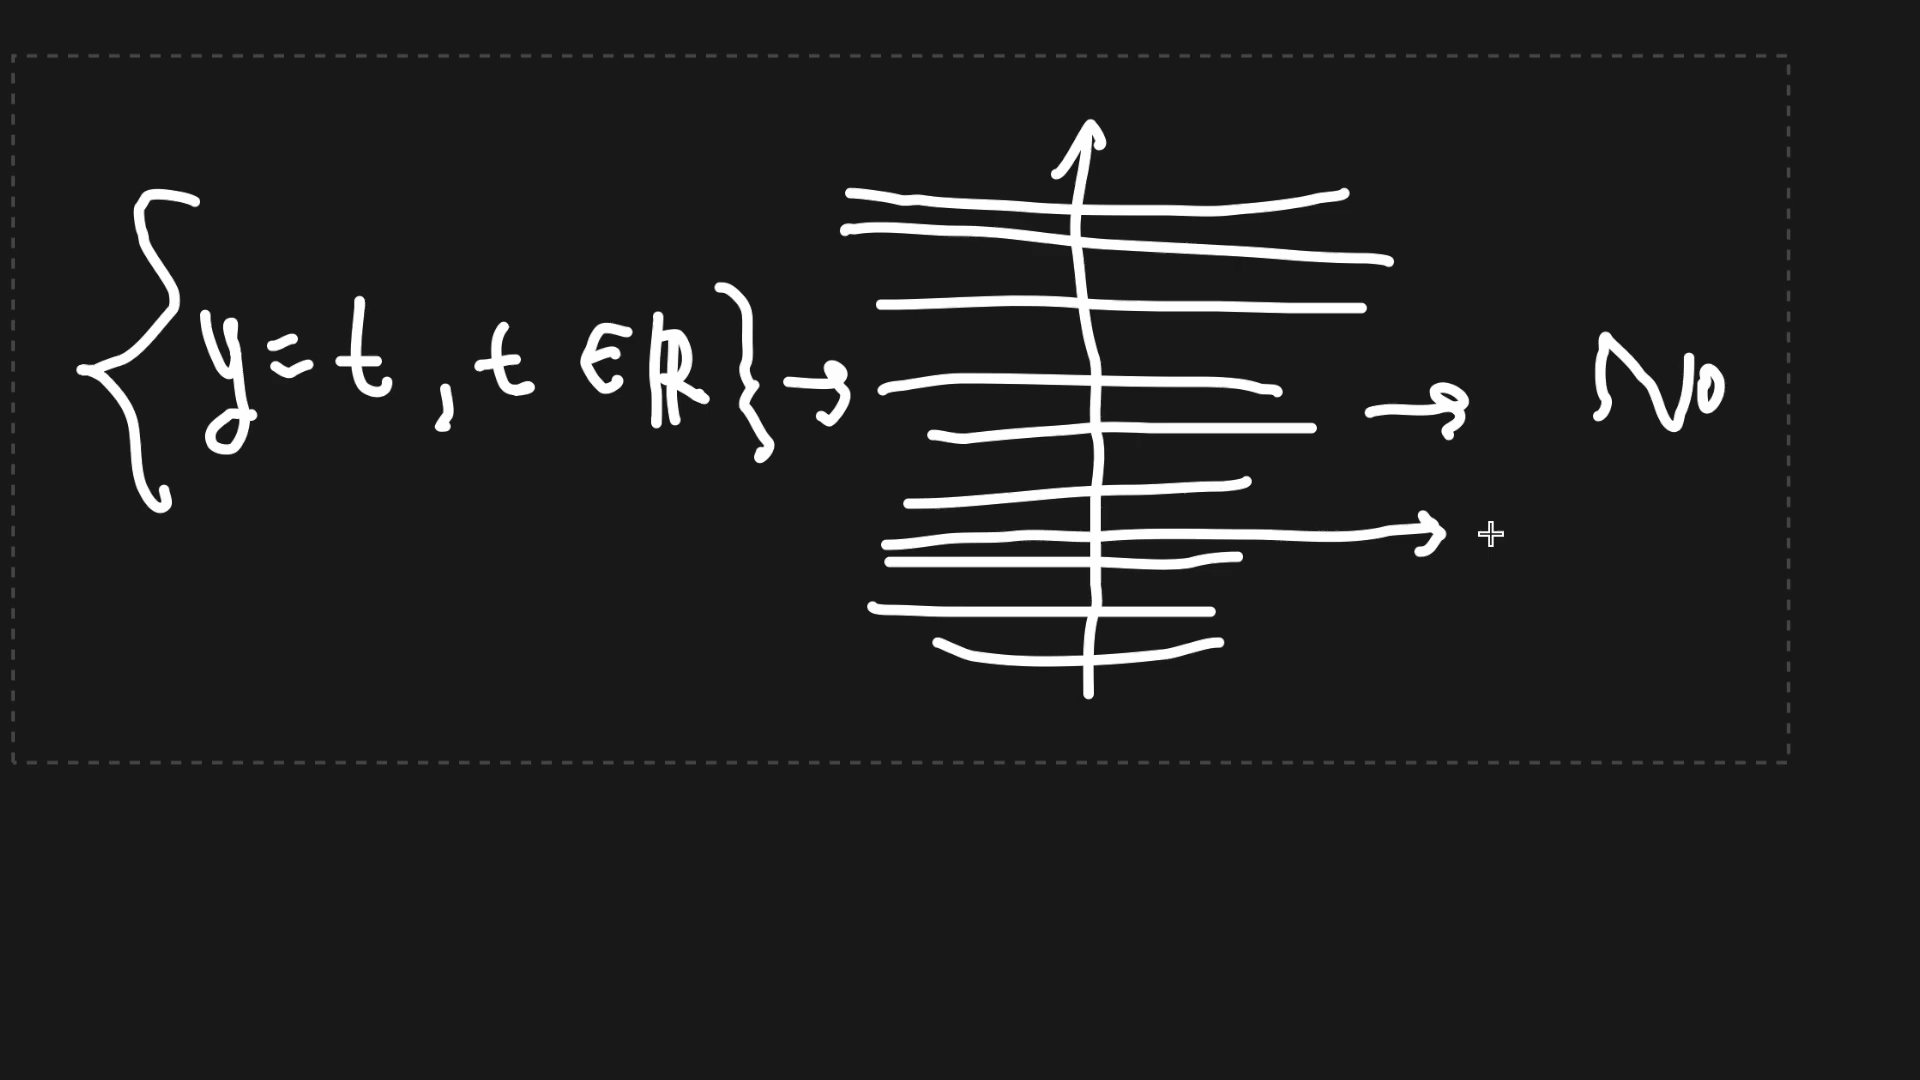 {y = t, t ∈ ℝ} → → No